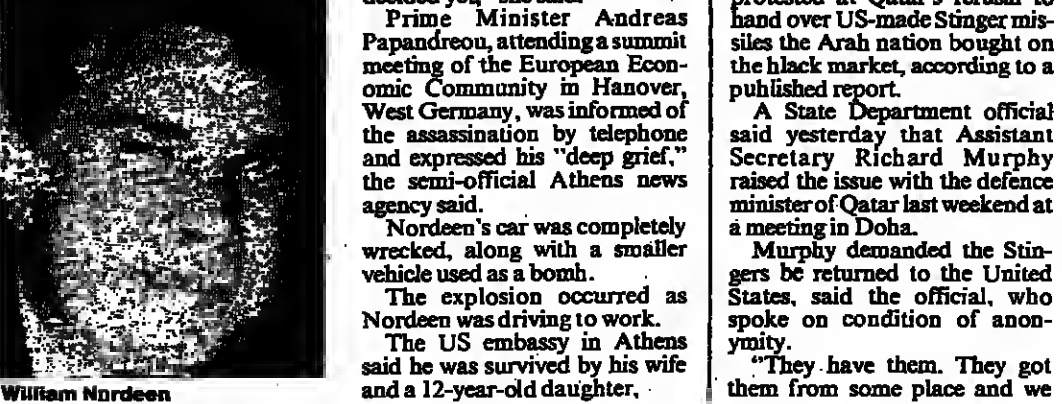 decided yet," she said.
Prime Minister Andreas
Papandreou, attending a summit
meeting of the European Econ-
omic Community in Hanover,
West Germany, was informed of
the assassination by telephone
and expressed his "deep grief,"
the semi-official Athens news
agency said.
Nordeen's car was completely
wrecked, along with a smaller
vehicle used as a bomh.
The explosion occurred as
Nordeen was driving to work.
The US embassy in Athens
said he was survived by his wife
and a 12-year-old daughter,
protested at Qatar's refusal to
hand over US-made Stinger mis-
siles the Arah nation bought on
the hlack market, according to a
puhlished report.
A State Department official
said yesterday that Assistant
Secretary Richard Murphy
raised the issue with the defence
minister of Qatar last weekend at
a meeting in Doha.
Murphy demanded the Stin-
gers be returned to the United
States, said the official, who
spoke on condition of anon-
ymity.
"They have them. They got
them from some place and we
William Nordeen